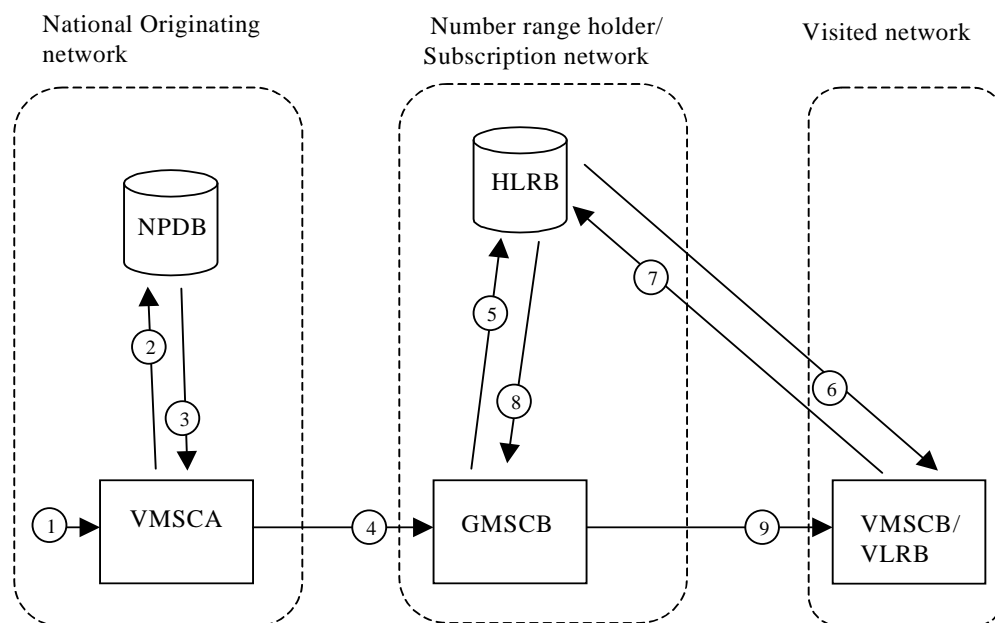 National Originating
network
Number range holder/
Subscription network
Visited network
HLRB
NPDB
7
5
2
6
3
8
1
VMSCA
4
GMSCB
9
VMSCB/
VLRB